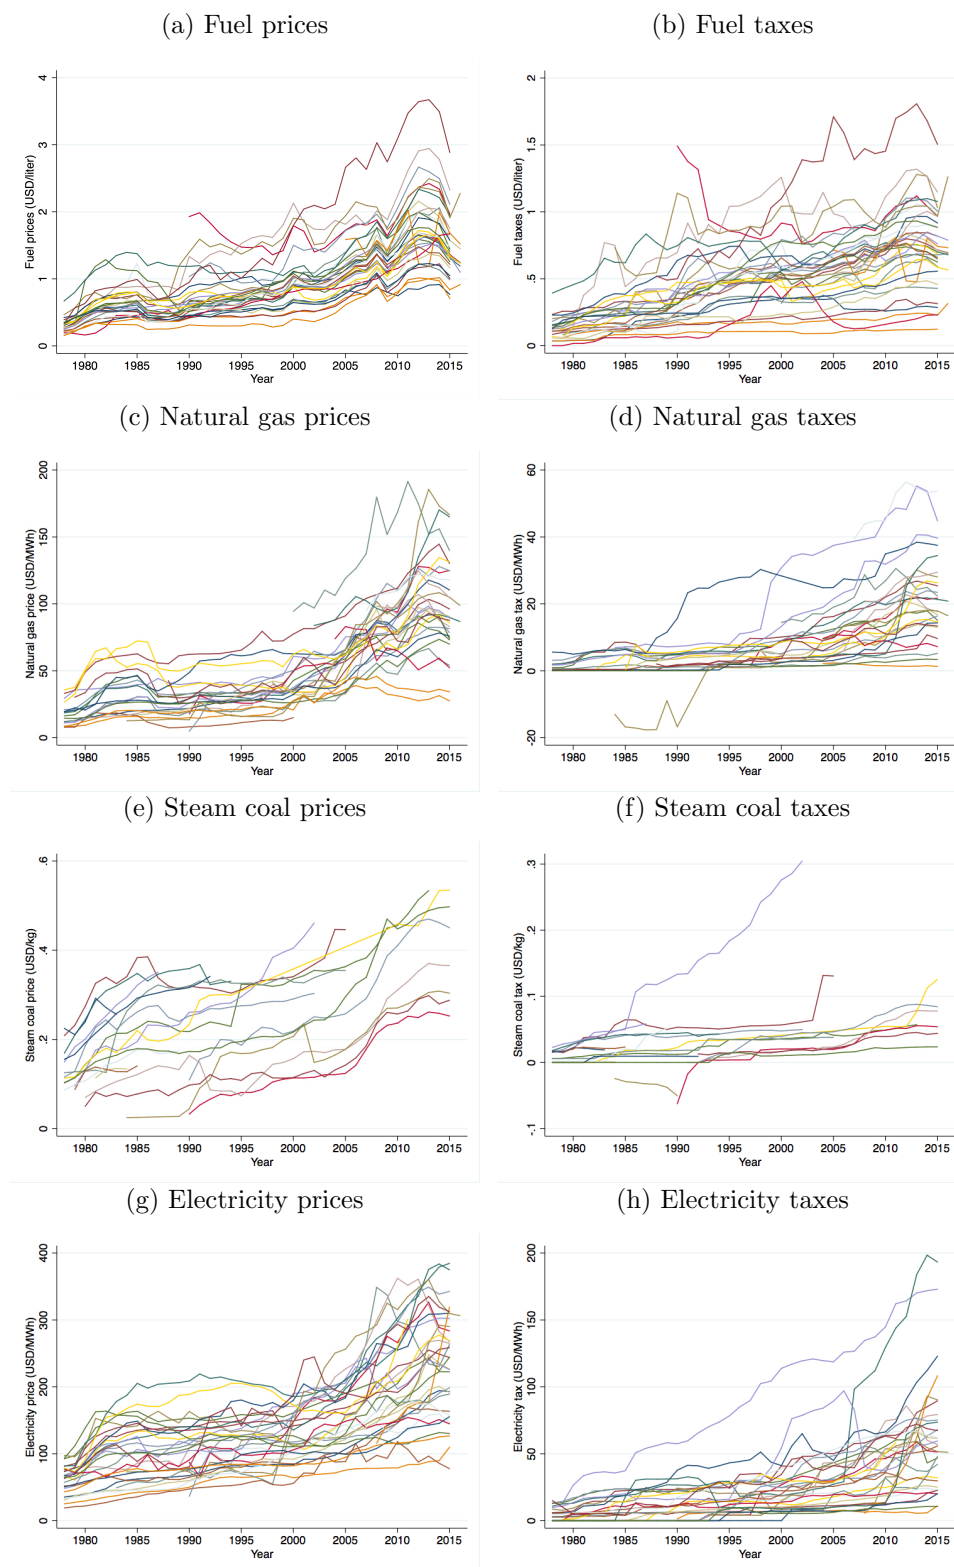 (a) Fuel prices
(b) Fuel taxes
Fuel prices (USD/liter)
4
3
2
1
0
1980 1985 1990 1995 2000 2005 2010 2015
Year
Fuel taxes (USD/liter)
2
1.5
1
.5
0
1980 1985 1990 1995 2000 2005 2010 2015
Year
(c) Natural gas prices
(d) Natural gas taxes
Natural gas price (USD/MWh)
200
150
100
50
0
1980 1985 1990 1995 2000 2005 2010 2015
Year
Natural gas tax (USD/MWh)
60
40
20
0
-20
1980 1985 1990 1995 2000 2005 2010 2015
Year
(e) Steam coal prices
(f) Steam coal taxes
Steam coal price (USD/kg)
.6
.4
.2
0
1980 1985 1990 1995 2000 2005 2010 2015
Year
Steam coal tax (USD/kg)
.3
.2
.1
0
-.1
1980 1985 1990 1995 2000 2005 2010 2015
Year
(g) Electricity prices
(h) Electricity taxes
Electricity price (USD/MWh)
400
300
200
100
0
1980 1985 1990 1995 2000 2005 2010 2015
Year
Electricity tax (USD/MWh)
200
150
100
50
0
1980 1985 1990 1995 2000 2005 2010 2015
Year